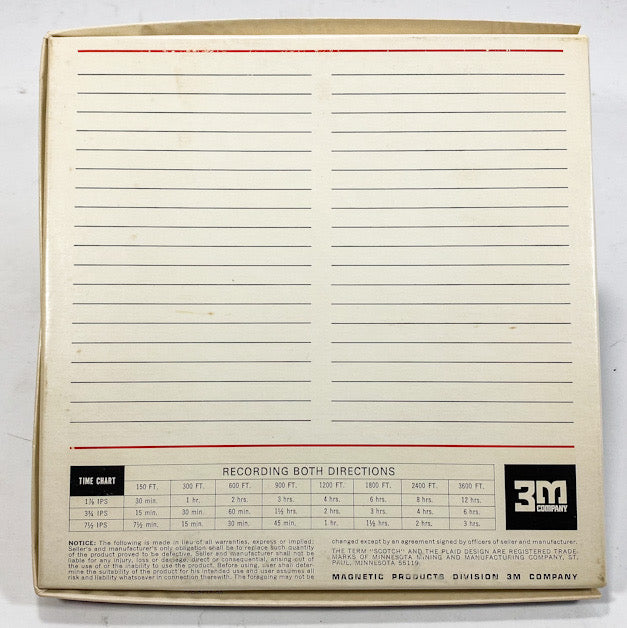 TIME CHART
RECORDING BOTH DIRECTIONS
150 FT. 300 FT. 600 FT. 900 FT. 1200 FT. 1800 FT. 2400 FT. 3600 FT.
1⅞ IPS 30 min. 1 hr. 2 hrs. 3 hrs. 4 hrs. 6 hrs. 8 hrs. 12 hrs.
3¾ IPS 15 min. 30 min. 60 min. 1½ hrs. 2 hrs. 3 hrs. 4 hrs. 6 hrs.
7½ IPS 7½ min. 15 min. 30 min. 45 min. 1 hr. 1½ hrs. 2 hrs. 3 hrs.
3M
COMPANY
NOTICE: The following is made in lieu of all warranties, express or implied:
Seller's and manufacturer's only obligation shall be to replace such quantity
of the product proved to be defective. Seller and manufacturer shall not be
liable for any injury, loss or damage, direct or consequential, arising out
of the use of or the inability to use the product. Before using, user shall deter-
mine the suitability of the product for his intended use and user assumes all
risk and liability whatsoever in connection therewith. The foregoing may not be
changed except by an agreement signed by officers of seller and manufacturer.
THE TERM "SCOTCH" AND THE PLAID DESIGN ARE REGISTERED TRADE-
MARKS OF MINNESOTA MINING AND MANUFACTURING COMPANY, ST.
PAUL, MINNESOTA 55119.
MAGNETIC PRODUCTS DIVISION 3M COMPANY